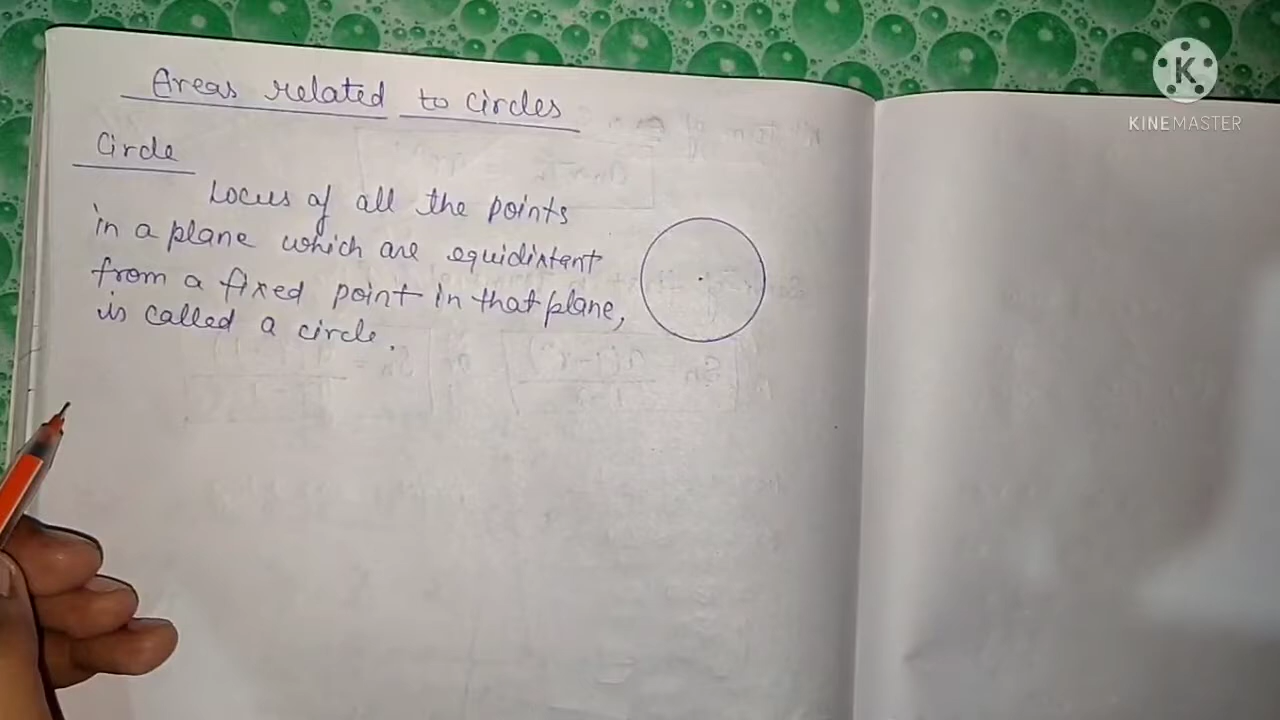 Areas related to circles
Circle
Locus of all the points
in a plane which are equidistant
from a fixed point in that plane,
is called a circle.
K
KINEMASTER